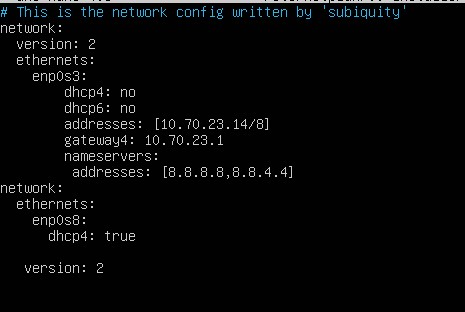 # This is the network config written by 'subiquity'
network:
  version: 2
  ethernets:
    enp0s3:
        dhcp4: no
        dhcp6: no
        addresses: [10.70.23.14/8]
        gateway4: 10.70.23.1
        nameservers:
         addresses: [8.8.8.8,8.8.4.4]
network:
  ethernets:
    enp0s8:
      dhcp4: true

   version: 2